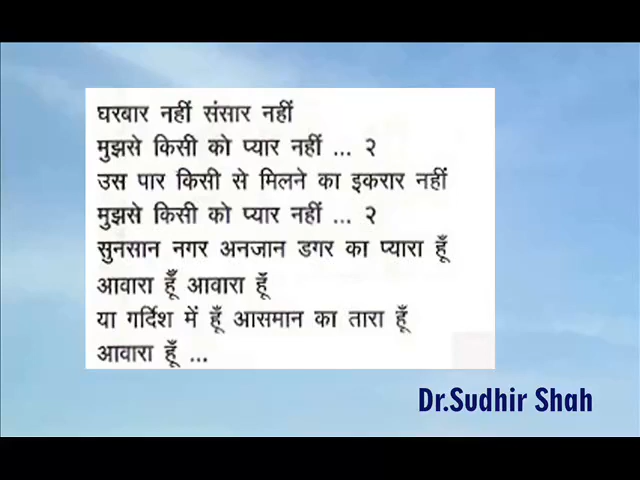 घरबार नहीं संसार नहीं
मुझसे किसी को प्यार नहीं ... २
उस पार किसी से मिलने का इकरार नहीं
मुझसे किसी को प्यार नहीं ... २
सुनसान नगर अनजान डगर का प्यारा हूँ
आवारा हूँ आवारा हूँ
या गर्दिश में हूँ आसमान का तारा हूँ
आवारा हूँ ...
Dr.Sudhir Shah